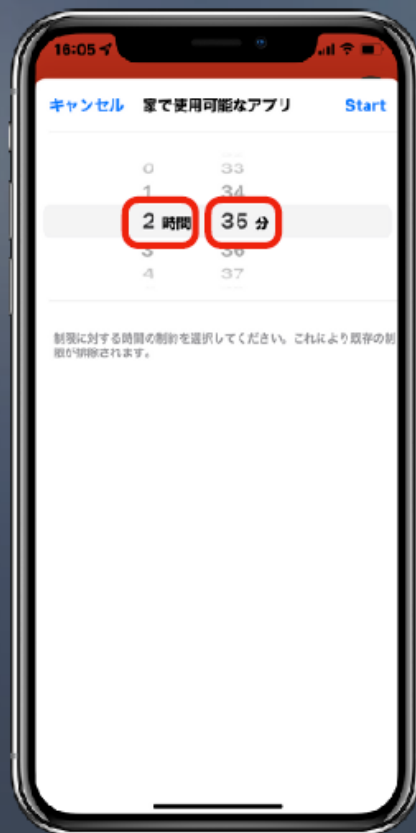 16:05
キャンセル 家で使用可能なアプリ Start
0 33
1 34
2 時間 35 分
3 36
4 37
制限に対する時間の制約を選択してください。これにより既存の制
限が排除されます。